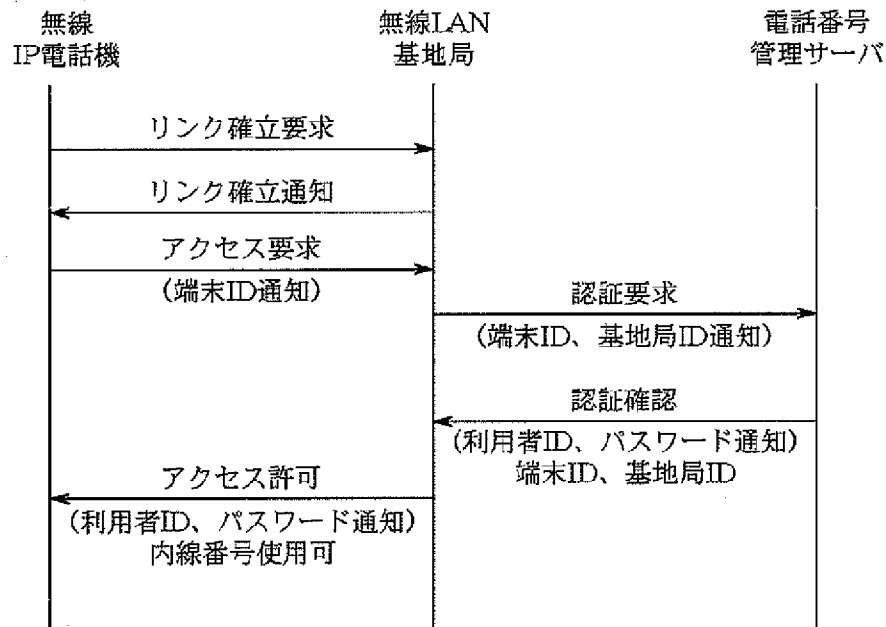 無線
IP電話機
無線LAN
基地局
電話番号
管理サーバ
リンク確立要求
リンク確立通知
アクセス要求
(端末ID通知)
認証要求
(端末ID、基地局ID通知)
認証確認
(利用者ID、パスワード通知)
端末ID、基地局ID
アクセス許可
(利用者ID、パスワード通知)
内線番号使用可